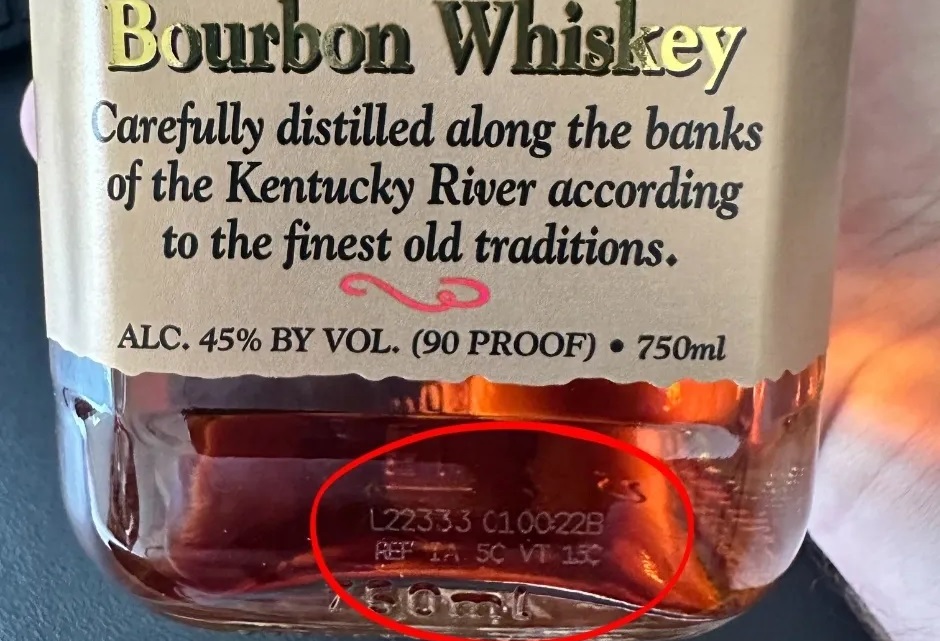 Bourbon Whiskey
Carefully distilled along the banks
of the Kentucky River according
to the finest old traditions.
ALC. 45% BY VOL. (90 PROOF) • 750ml
L22333 C100:22B
REF IA 5C VT 15C
750ml